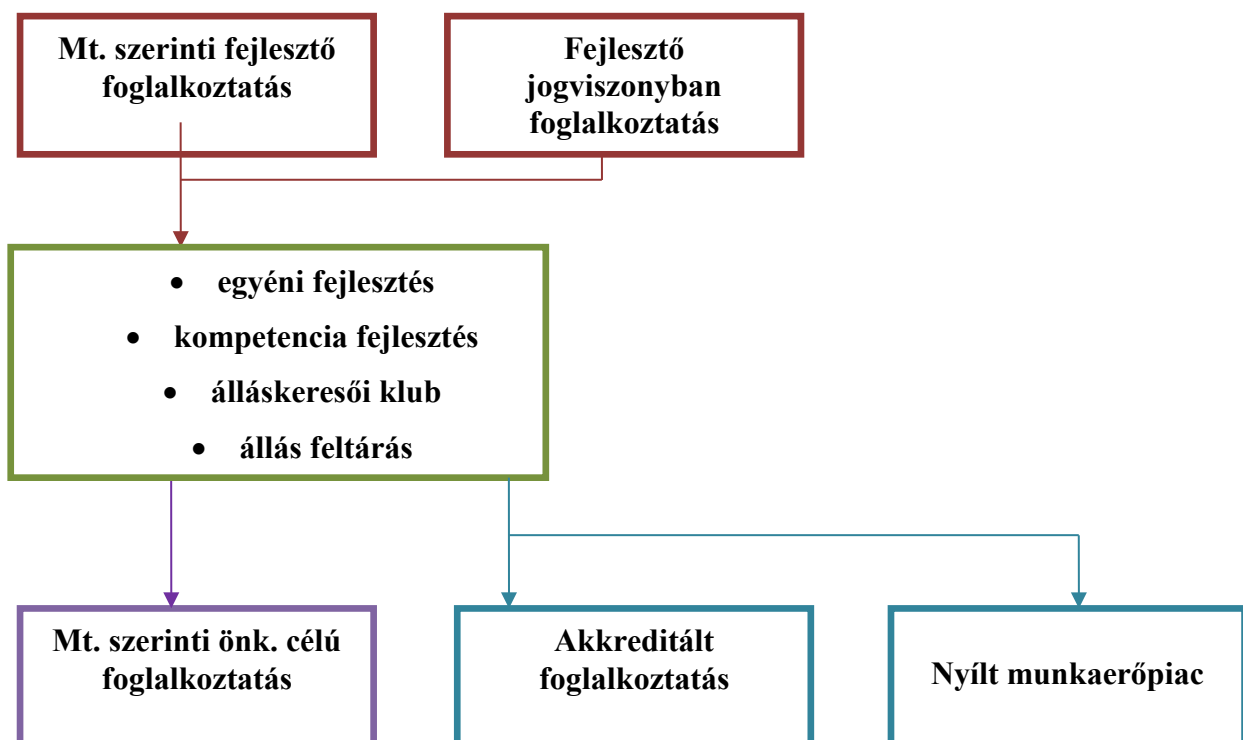 Mt. szerinti fejlesztő
foglalkoztatás
Fejlesztő
jogviszonyban
foglalkoztatás
• egyéni fejlesztés
• kompetencia fejlesztés
• álláskeresői klub
• állás feltárás
Mt. szerinti önk. célú
foglalkoztatás
Akkreditált
foglalkoztatás
Nyílt munkaerőpiac